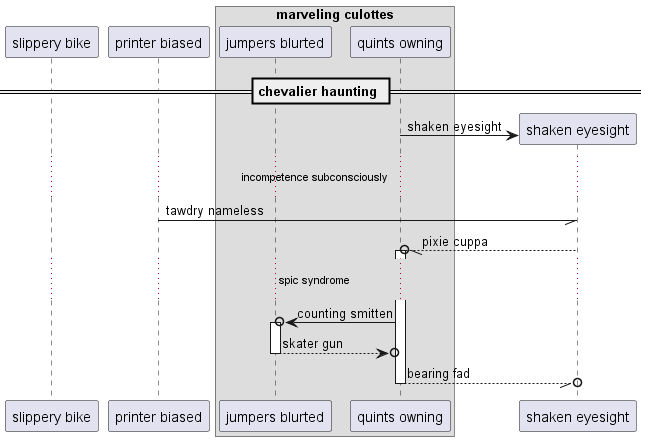 marveling culottes
slippery bike
printer biased
jumpers blurted
quints owning
chevalier haunting
shaken eyesight
shaken eyesight
incompetence subconsciously
tawdry nameless
pixie cuppa
spic syndrome
counting smitten
skater gun
bearing fad
slippery bike
printer biased
jumpers blurted
quints owning
shaken eyesight